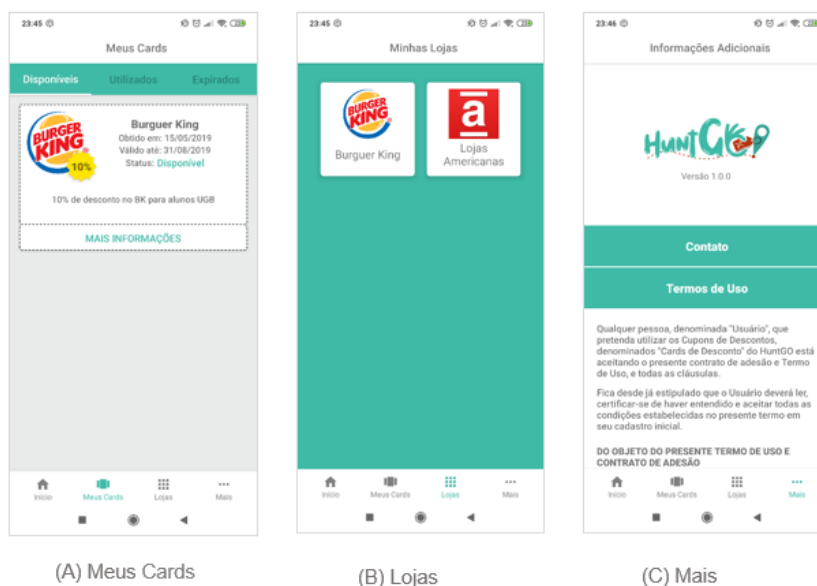 23:45
Meus Cards
Disponíveis Utilizados Expirados
BURGER KING
10%
Burguer King
Obtido em: 15/05/2019
Válido até: 31/08/2019
Status: Disponível
10% de desconto no BK para alunos UGB
MAIS INFORMAÇÕES
Início Meus Cards Lojas Mais
(A) Meus Cards
23:45
Minhas Lojas
BURGER KING
Burguer King
a
Lojas
Americanas
Início Meus Cards Lojas Mais
(B) Lojas
23:46
Informações Adicionais
HUNTGO
Versão 1.0.0
Contato
Termos de Uso
Qualquer pessoa, denominada "Usuário", que
pretenda utilizar os Cupons de Descontos,
denominados "Cards de Desconto" do HuntGO está
aceitando o presente contrato de adesão e Termo
de Uso, e todas as cláusulas.
Fica desde já estipulado que o Usuário deverá ler,
certificar-se de haver entendido e aceitar todas as
condições estabelecidas no presente termo em
seu cadastro inicial.
DO OBJETO DO PRESENTE TERMO DE USO E
CONTRATO DE ADESÃO
Início Meus Cards Lojas Mais
(C) Mais